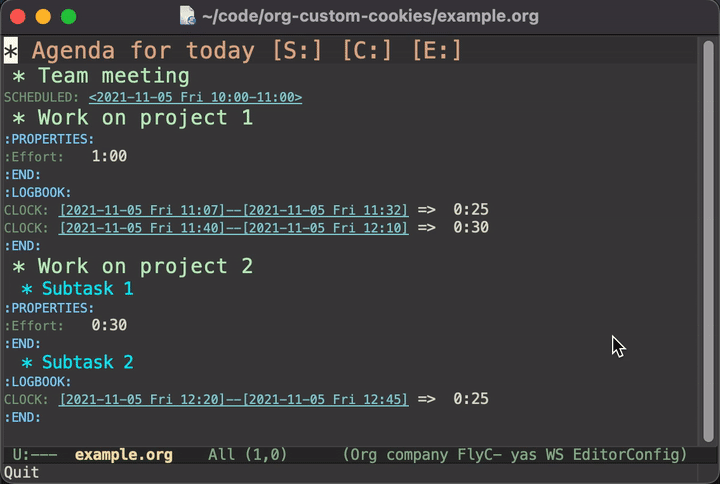 ~/code/org-custom-cookies/example.org
* Agenda for today [S:] [C:] [E:]
* Team meeting
SCHEDULED: <2021-11-05 Fri 10:00-11:00>
* Work on project 1
:PROPERTIES:
:Effort:   1:00
:END:
:LOGBOOK:
CLOCK: [2021-11-05 Fri 11:07]--[2021-11-05 Fri 11:32] =>  0:25
CLOCK: [2021-11-05 Fri 11:40]--[2021-11-05 Fri 12:10] =>  0:30
:END:
* Work on project 2
* Subtask 1
:PROPERTIES:
:Effort:   0:30
:END:
* Subtask 2
:LOGBOOK:
CLOCK: [2021-11-05 Fri 12:20]--[2021-11-05 Fri 12:45] =>  0:25
:END:
U:---  example.org    All (1,0)      (Org company FlyC- yas WS EditorConfig)
Quit